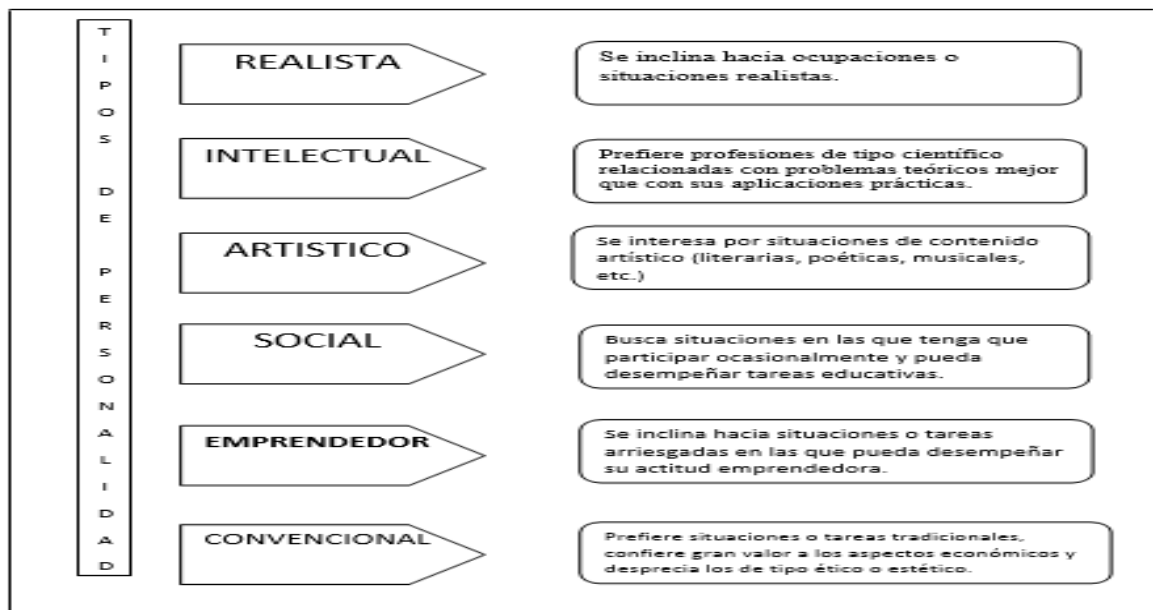 TIPOS DE PERSONALIDAD
REALISTA
Se inclina hacia ocupaciones o
situaciones realistas.
INTELECTUAL
Prefiere profesiones de tipo científico
relacionadas con problemas teóricos mejor
que con sus aplicaciones prácticas.
ARTISTICO
Se interesa por situaciones de contenido
artístico (literarias, poéticas, musicales,
etc.)
SOCIAL
Busca situaciones en las que tenga que
participar ocasionalmente y pueda
desempeñar tareas educativas.
EMPRENDEDOR
Se inclina hacia situaciones o tareas
arriesgadas en las que pueda desempeñar
su actitud emprendedora.
CONVENCIONAL
Prefiere situaciones o tareas tradicionales,
confiere gran valor a los aspectos económicos y
desprecia los de tipo ético o estético.